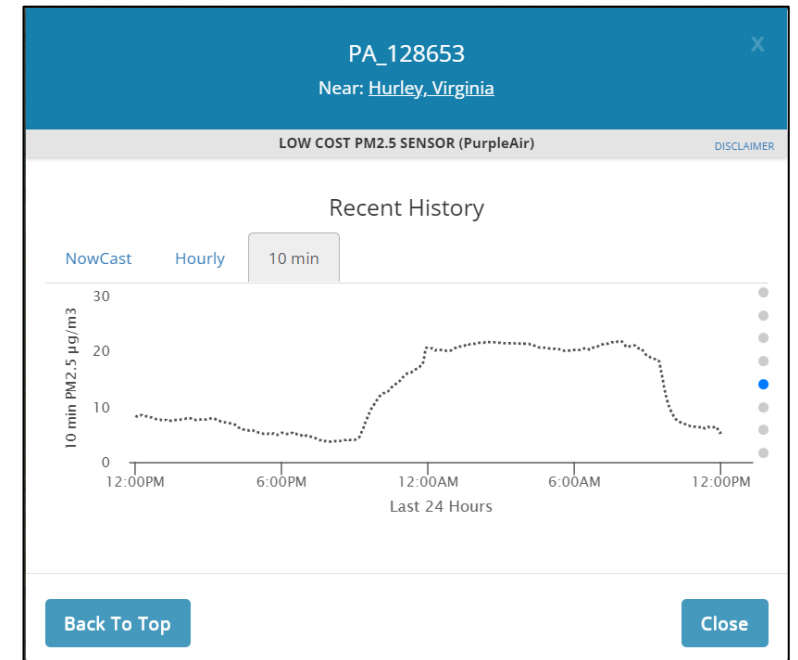 PA_128653
X
Near: Hurley, Virginia
LOW COST PM2.5 SENSOR (PurpleAir)
DISCLAIMER
Recent History
NowCast Hourly 10 min
10 min PM2.5 µg/m3
30
20
10
0
12:00PM 6:00PM 12:00AM 6:00AM 12:00PM
Last 24 Hours
Back To Top
Close